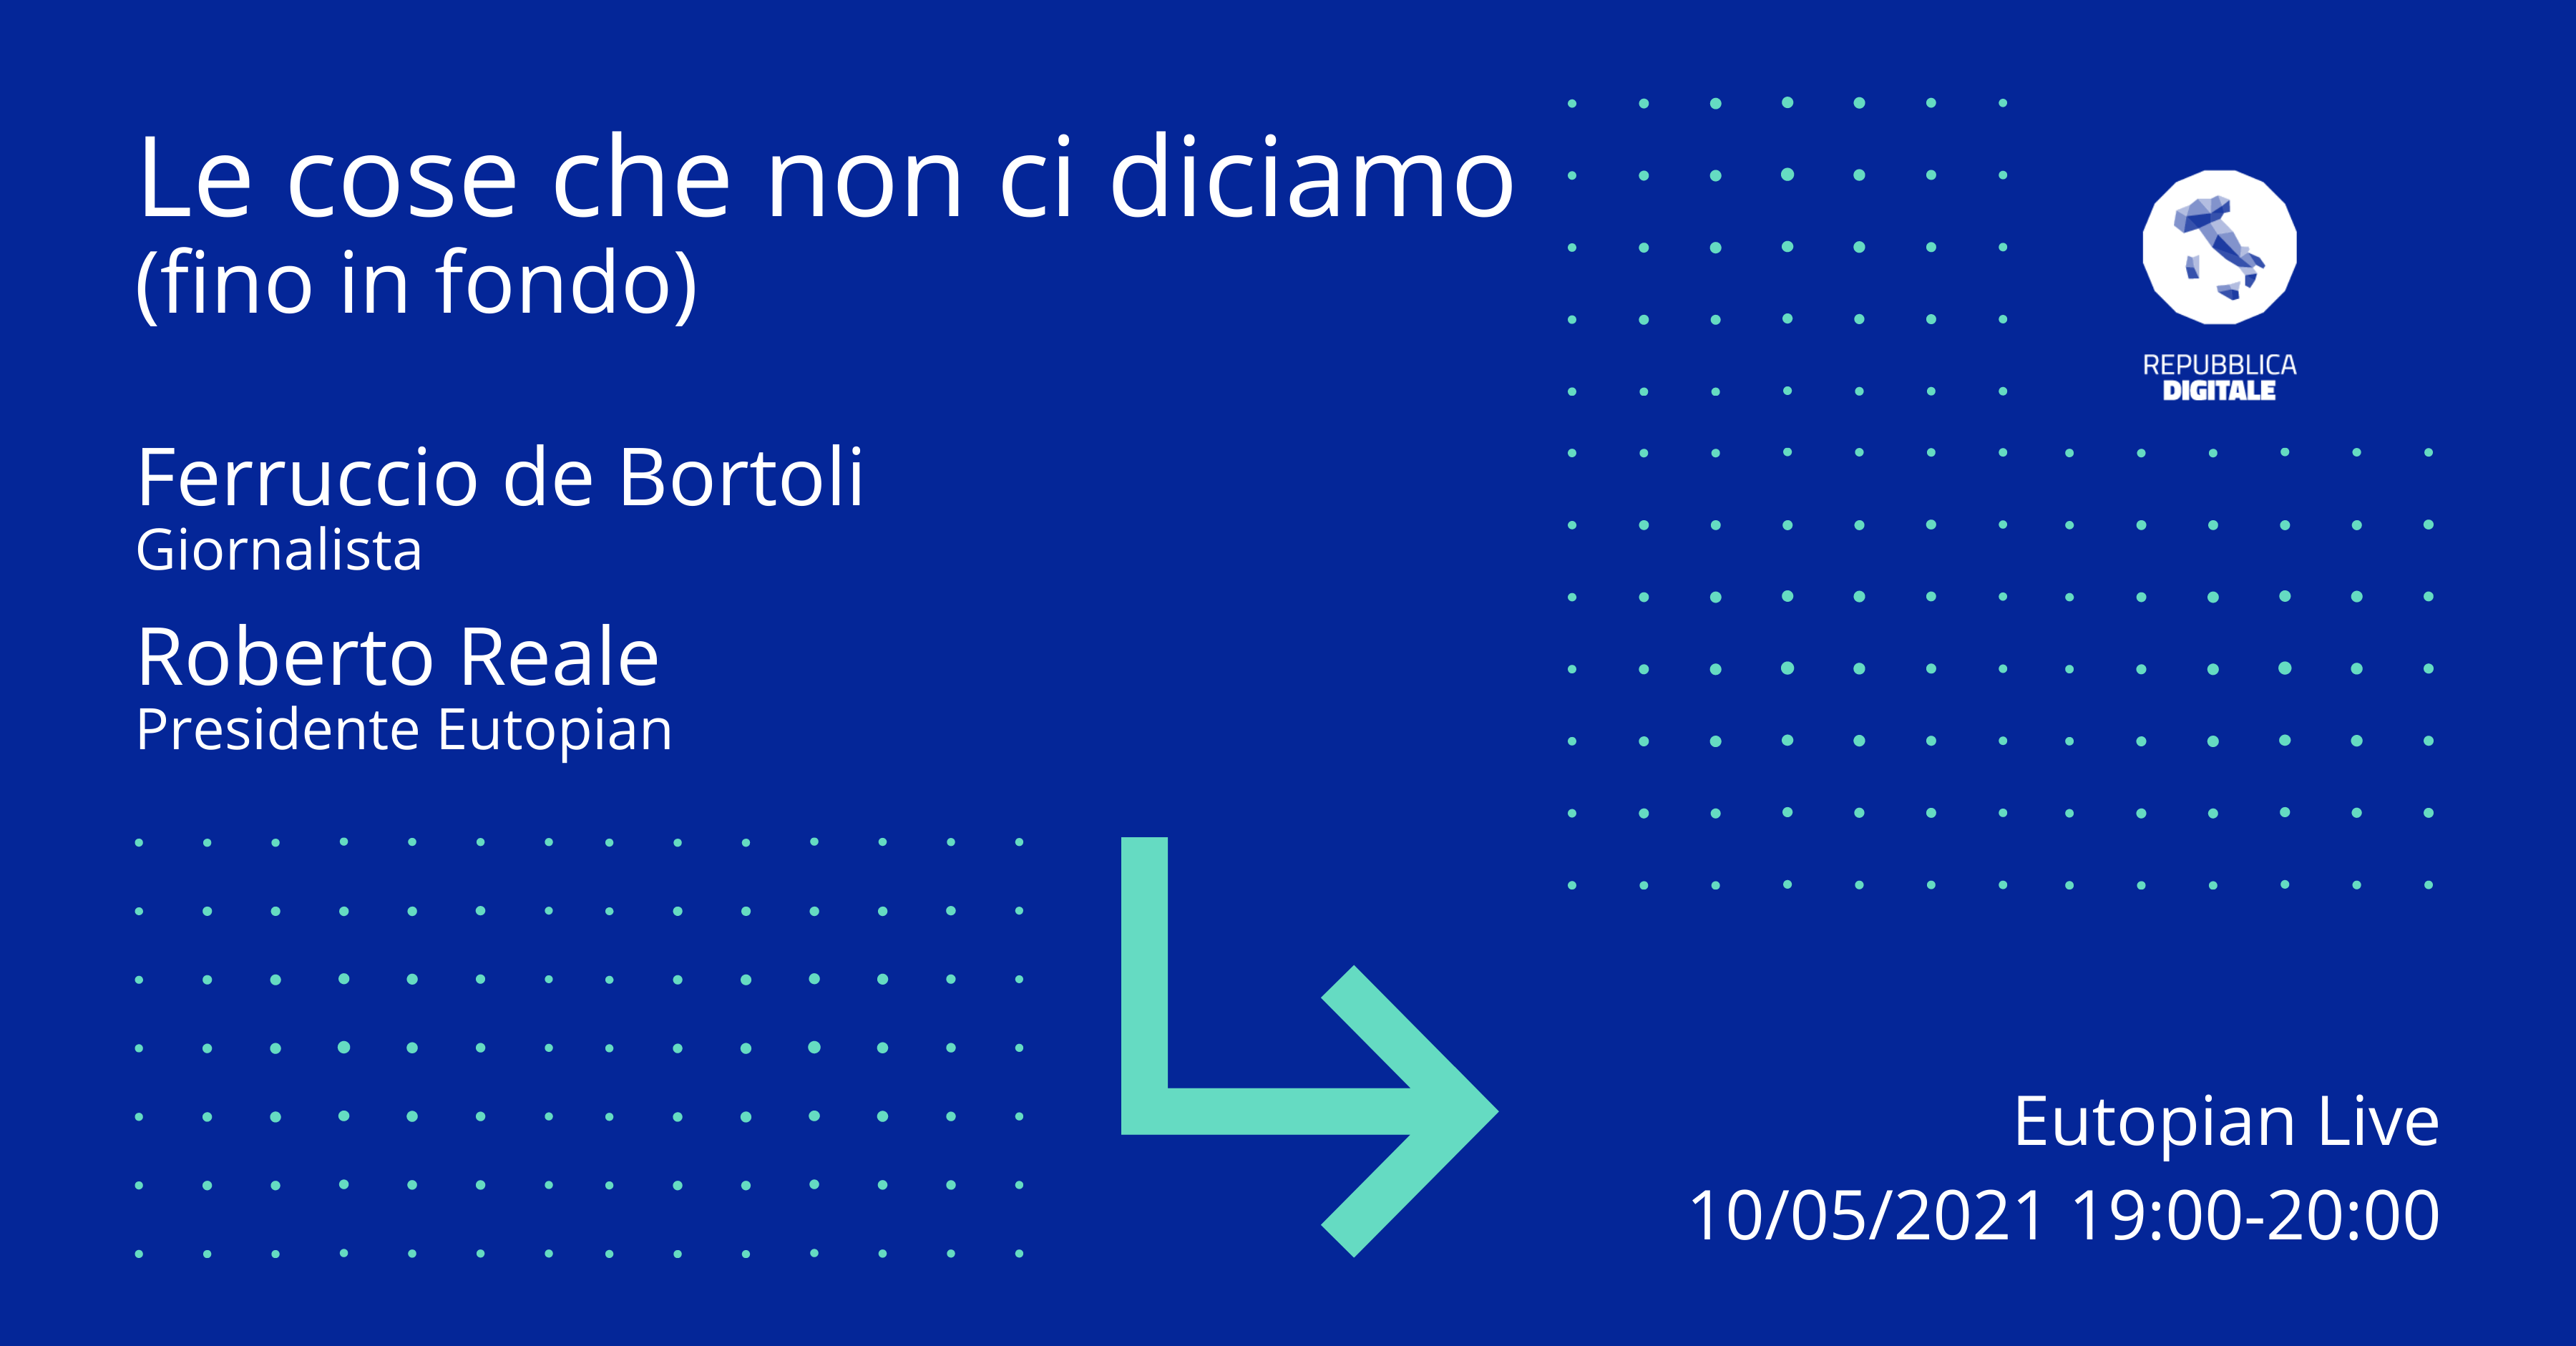 Le cose che non ci diciamo
(fino in fondo)
Ferruccio de Bortoli
Giornalista
Roberto Reale
Presidente Eutopian
REPUBBLICA
DIGITALE
Eutopian Live
10/05/2021 19:00-20:00